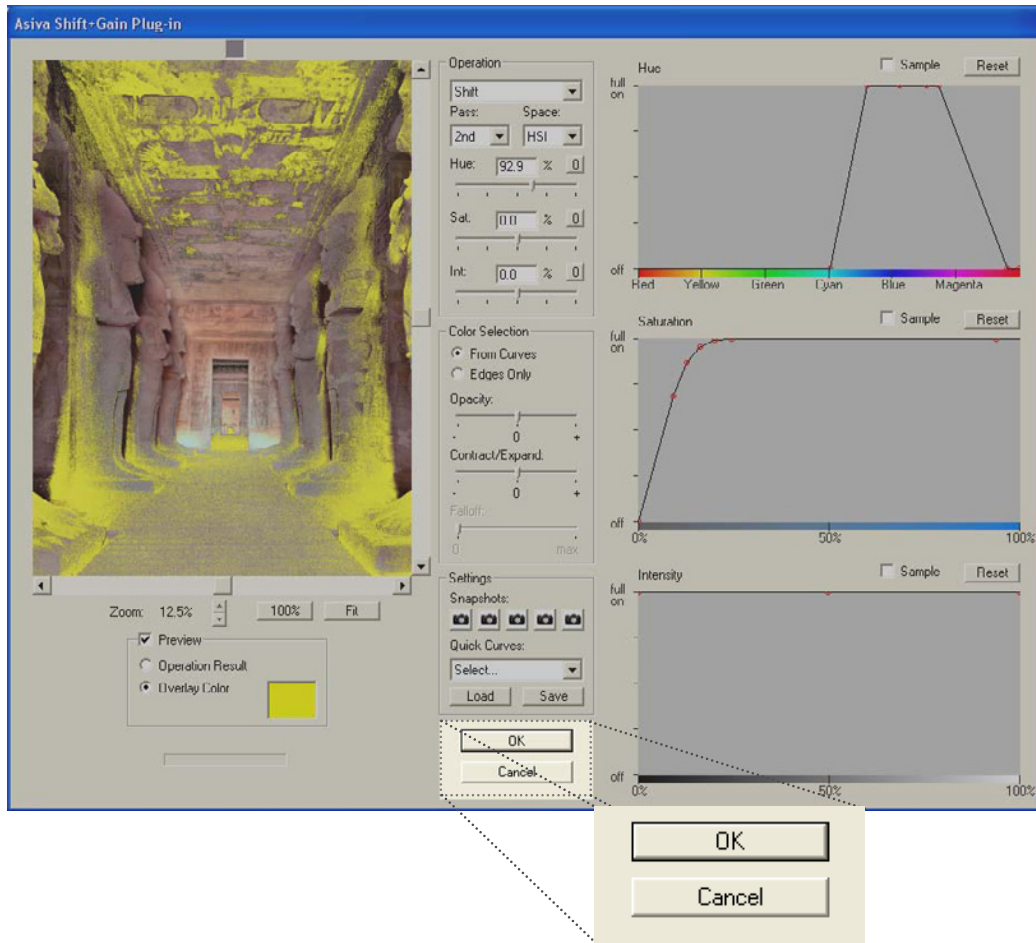 Asiva Shift+Gain Plug-in
Operation
Shift
Pass: Space:
2nd HSI
Hue: 92.9 % 0
Sat. 0.0 % 0
Int: 0.0 % 0
Color Selection
From Curves
Edges Only
Opacity:
- 0 +
Contract/Expand:
- 0 +
Falloff:
0 max
Settings
Snapshots:
Quick Curves:
Select...
Load Save
OK
Cancel
Zoom: 12.5% 100% Fit
Preview
Operation Result
Overlay Color
Hue Sample Reset
full
on
off
Red Yellow Green Cyan Blue Magenta
Saturation Sample Reset
full
on
off
0% 50% 100%
Intensity Sample Reset
full
on
off
0% 50% 100%
OK
Cancel